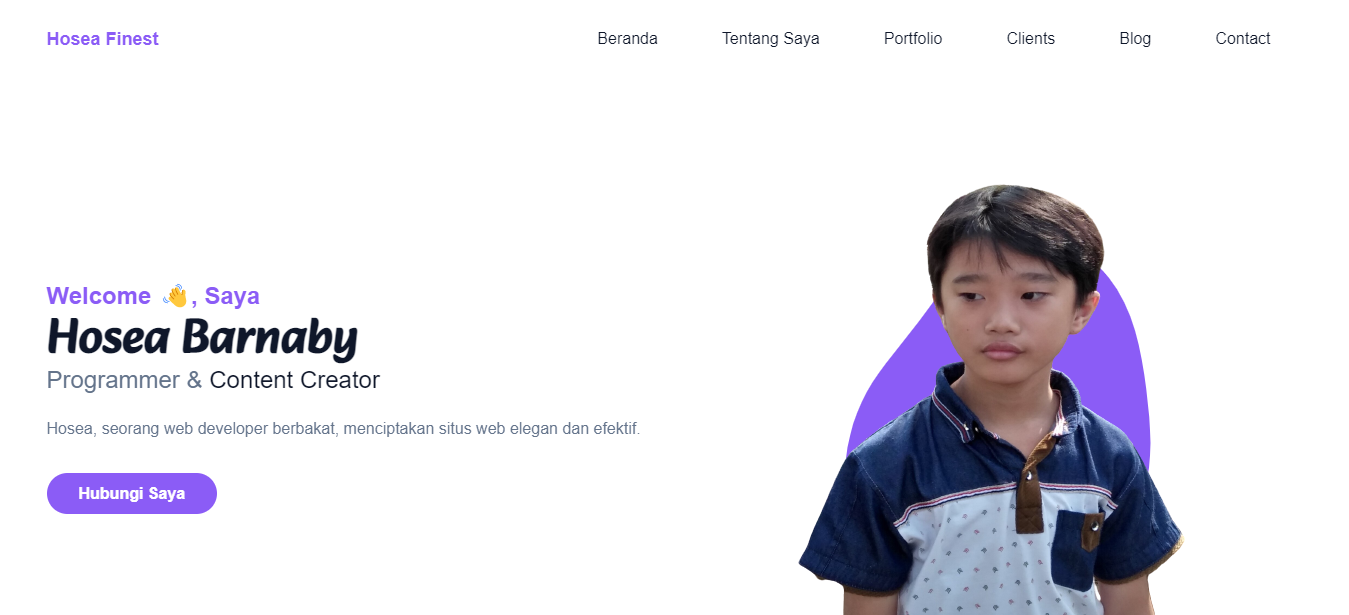 Hosea Finest Beranda Tentang Saya Portfolio Clients Blog Contact
Welcome 👋, Saya
Hosea Barnaby
Programmer & Content Creator
Hosea, seorang web developer berbakat, menciptakan situs web elegan dan efektif.
Hubungi Saya